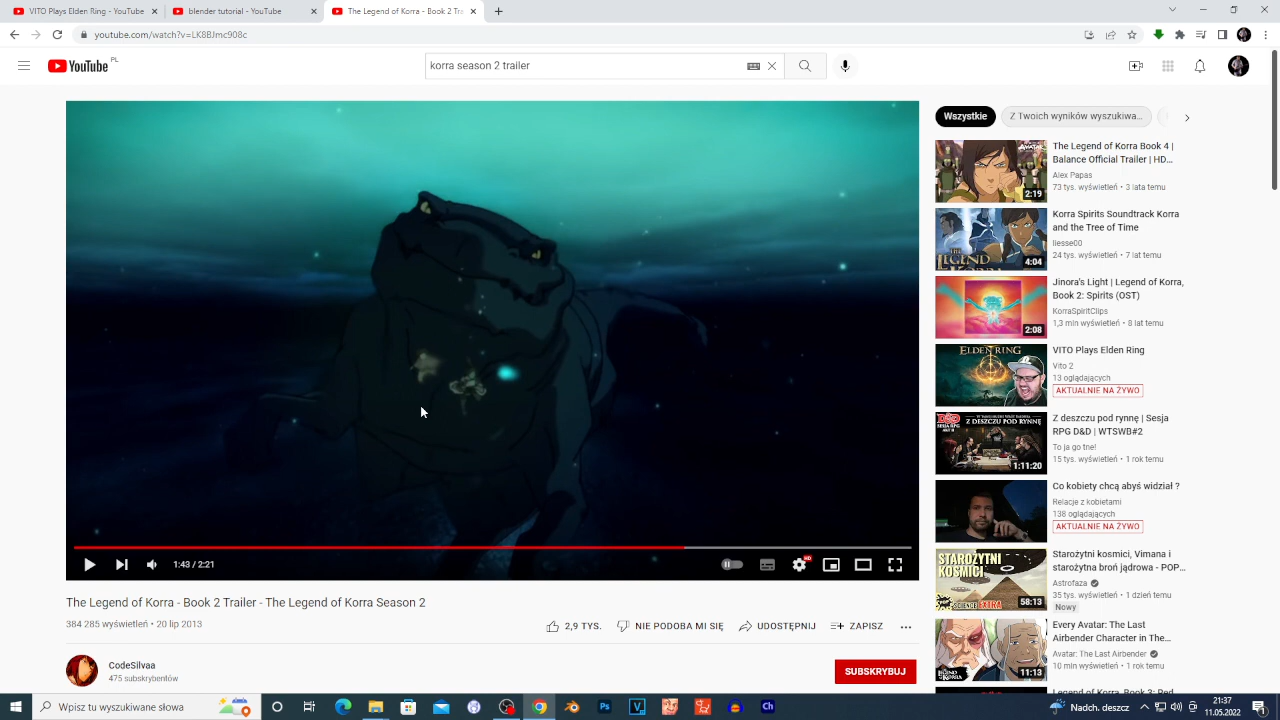 VITO Plays Elden Ring - YouTube
blender tutorial - YouTube
The Legend of Korra - Book 2 Tra
youtube.com/watch?v=LK8BJmc908c
YouTube PL
korra season 2 trailer
Wszystkie
Z Twoich wyników wyszukiwa...
The Legend of Korra Book 4 |
Balance Official Trailer | HD...
Alex Papas
73 tys. wyświetleń • 3 lata temu
2:19
Korra Spirits Soundtrack Korra
and the Tree of Time
liesse00
24 tys. wyświetleń • 7 lat temu
4:04
Jinora's Light | Legend of Korra,
Book 2: Spirits (OST)
KorraSpiritClips
1,3 mln wyświetleń • 8 lat temu
2:08
ELDEN RING
VITO Plays Elden Ring
Vito 2
13 oglądających
AKTUALNIE NA ŻYWO
Z DESZCZU POD RYNNĘ
Z deszczu pod rynnę | Sesja
RPG D&D | WTSWB#2
To ja go tne!
15 tys. wyświetleń • 1 rok temu
1:11:20
Co kobiety chcą abyś widział ?
Relacje z kobietami
138 oglądających
AKTUALNIE NA ŻYWO
STAROŻYTNI
KOSMICI
SCIENCE EXTRA
58:13
Starożytni kosmici, Vimana i
starożytna broń jądrowa - POP...
Astrofaza
35 tys. wyświetleń • 1 dzień temu
Nowy
Every Avatar: The Last
Airbender Character in The...
Avatar: The Last Airbender
10 mln wyświetleń • 1 rok temu
11:13
Legend of Korra, Book 3: Red
1:43 / 2:21
HD
The Legend of Korra - Book 2 Trailer - The Legend of Korra Season 2
384 285 wyświetleń • 20 lip 2013
2,9 TYS.
NIE PODOBA MI SIĘ
UDOSTĘPNIJ
ZAPISZ
CodeSilvaa
475 subskrybentów
SUBSKRYBUJ
Wpisz tu wyszukiwane słowa
Nadch. deszcz
21:37
11.05.2022